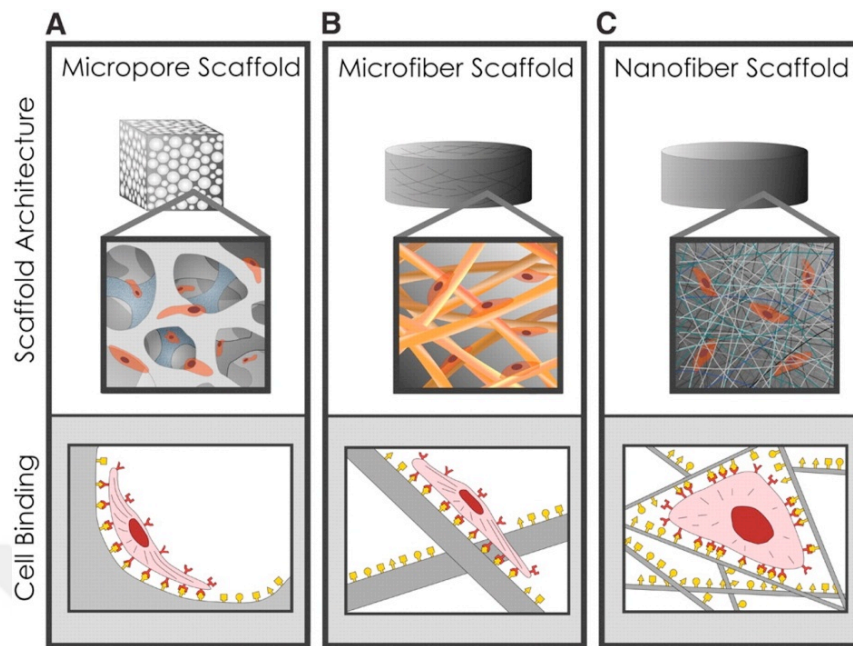 A
B
C
Micropore Scaffold
Microfiber Scaffold
Nanofiber Scaffold
Scaffold Architecture
Cell Binding